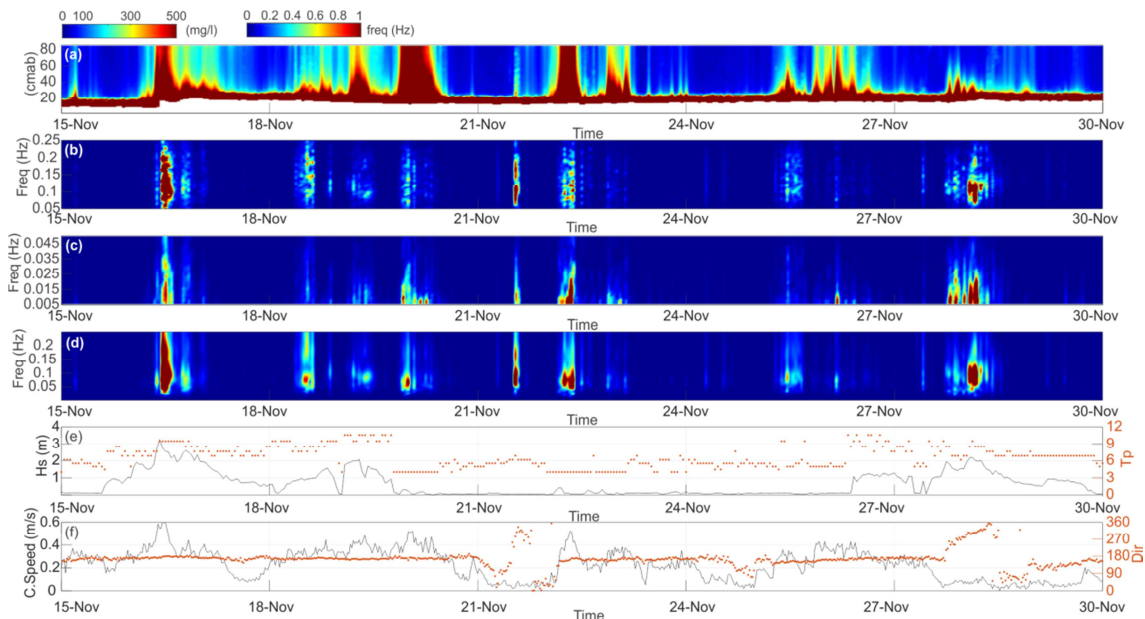 0 100 300 500 (mg/l)
0 0.2 0.4 0.6 0.8 1 freq (Hz)
(a)
(cmab)
80
60
40
20
15-Nov 18-Nov 21-Nov 24-Nov 27-Nov 30-Nov
Time
(b)
Freq (Hz)
0.25
0.2
0.15
0.1
0.05
15-Nov 18-Nov 21-Nov 24-Nov 27-Nov 30-Nov
Time
(c)
Freq (Hz)
0.045
0.035
0.025
0.015
0.005
15-Nov 18-Nov 21-Nov 24-Nov 27-Nov 30-Nov
Time
(d)
Freq (Hz)
0.2
0.15
0.1
0.05
15-Nov 18-Nov 21-Nov 24-Nov 27-Nov 30-Nov
Time
(e)
Hs (m)
4
3
2
1
12
9
6
3
0
Tp
15-Nov 18-Nov 21-Nov 24-Nov 27-Nov 30-Nov
Time
(f)
C.Speed (m/s)
0.6
0.4
0.2
0
360
270
180
90
0
Dir
15-Nov 18-Nov 21-Nov 24-Nov 27-Nov 30-Nov
Time